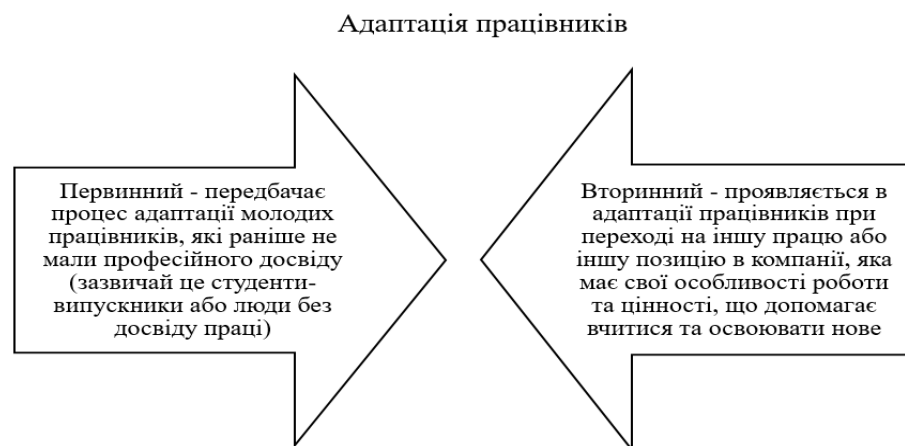 Адаптація працівників
Первинний - передбачає
процес адаптації молодих
працівників, які раніше не
мали професійного досвіду
(зазвичай це студенти-
випускники або люди без
досвіду праці)
Вторинний - проявляється в
адаптації працівників при
переході на іншу працю або
іншу позицію в компанії, яка
має свої особливості роботи
та цінності, що допомагає
вчитися та освоювати нове